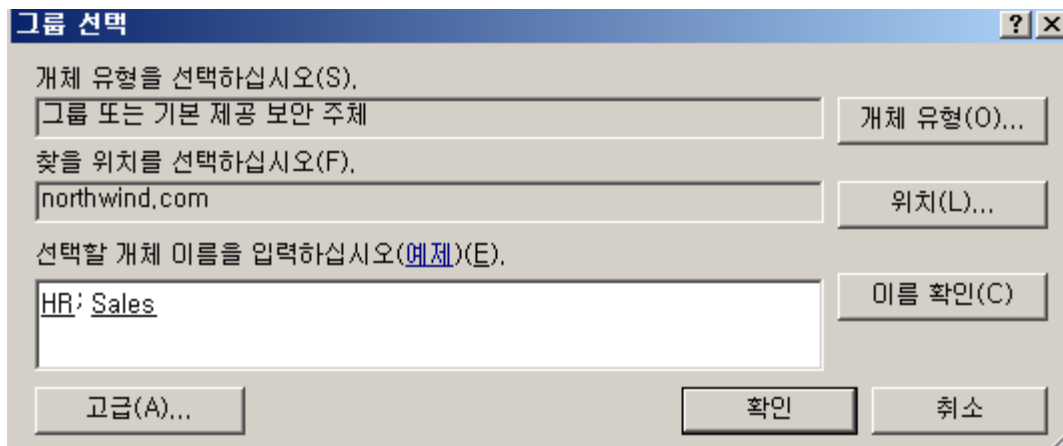 그룹 선택
개체 유형을 선택하십시오(S).
그룹 또는 기본 제공 보안 주체
개체 유형(O)...
찾을 위치를 선택하십시오(F).
northwind.com
위치(L)...
선택할 개체 이름을 입력하십시오(예제)(E).
HR; Sales
이름 확인(C)
고급(A)...
확인
취소